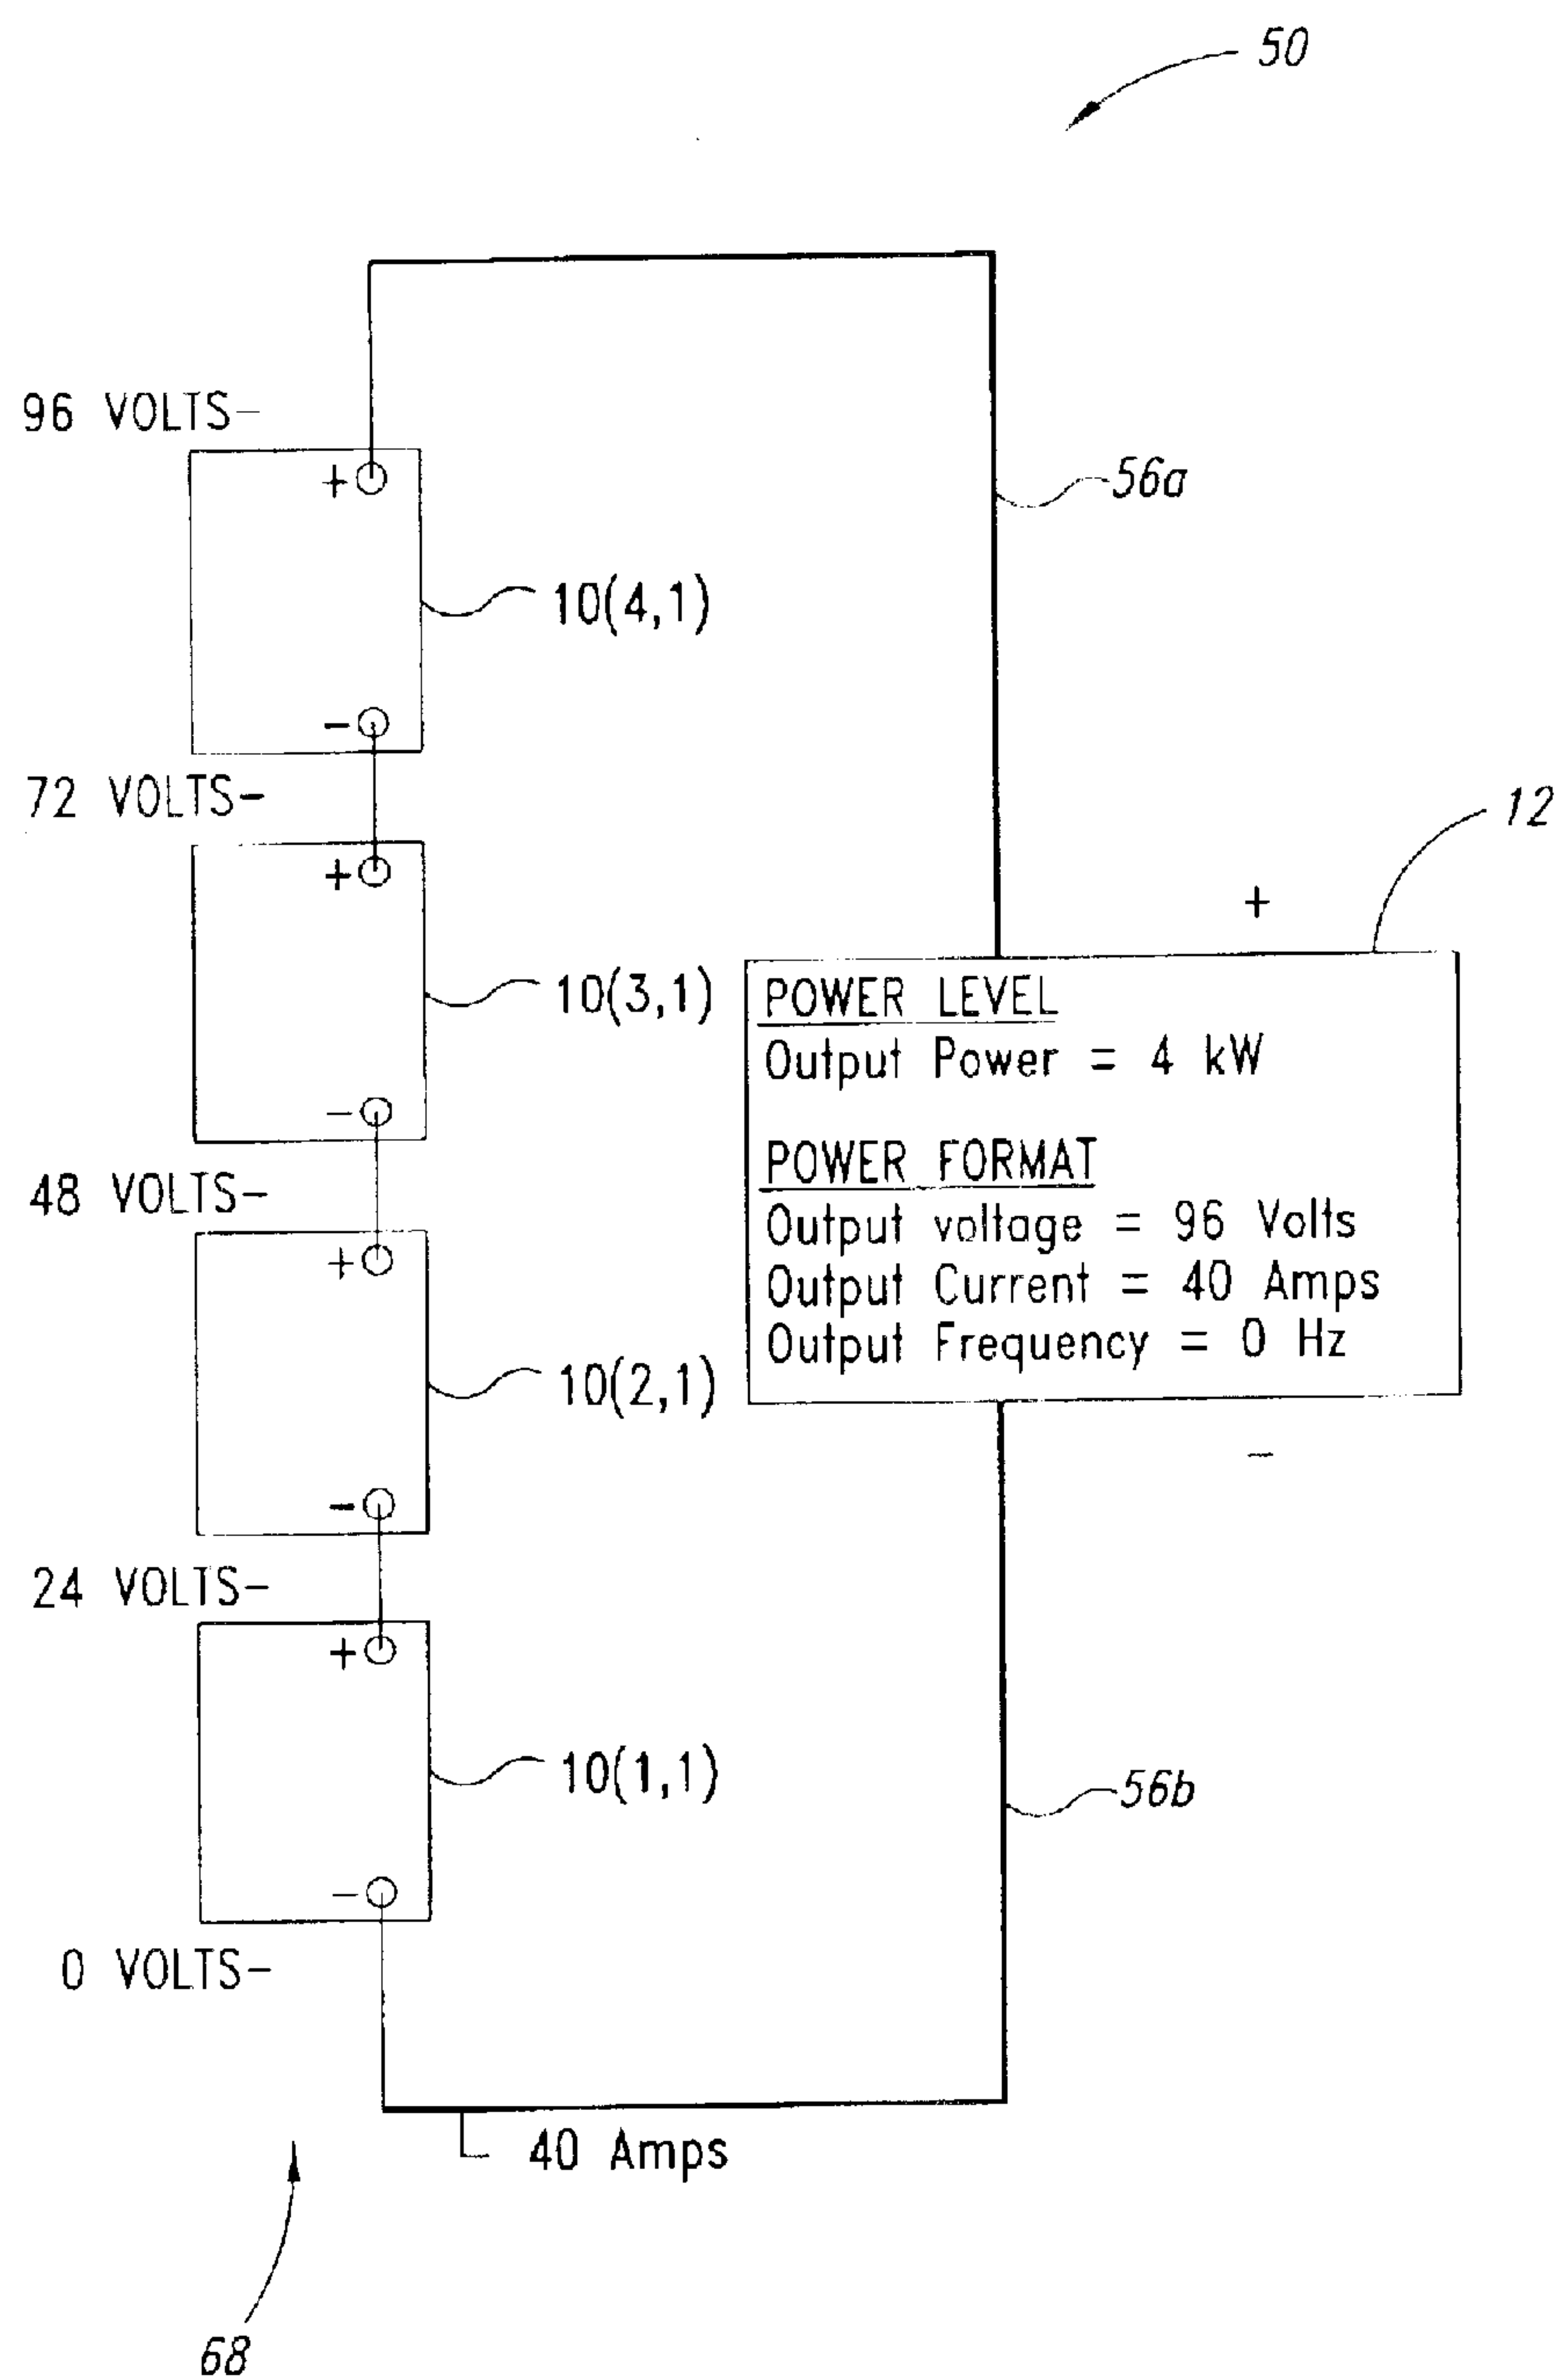 50
96 VOLTS-
+
56a
10(4,1)
-
72 VOLTS-
12
+
+
10(3,1)
POWER LEVEL
Output Power = 4 kW
-
POWER FORMAT
48 VOLTS-
Output voltage = 96 Volts
+
Output Current = 40 Amps
Output Frequency = 0 Hz
10(2,1)
-
-
24 VOLTS-
+
10(1,1)
56b
-
0 VOLTS-
40 Amps
68